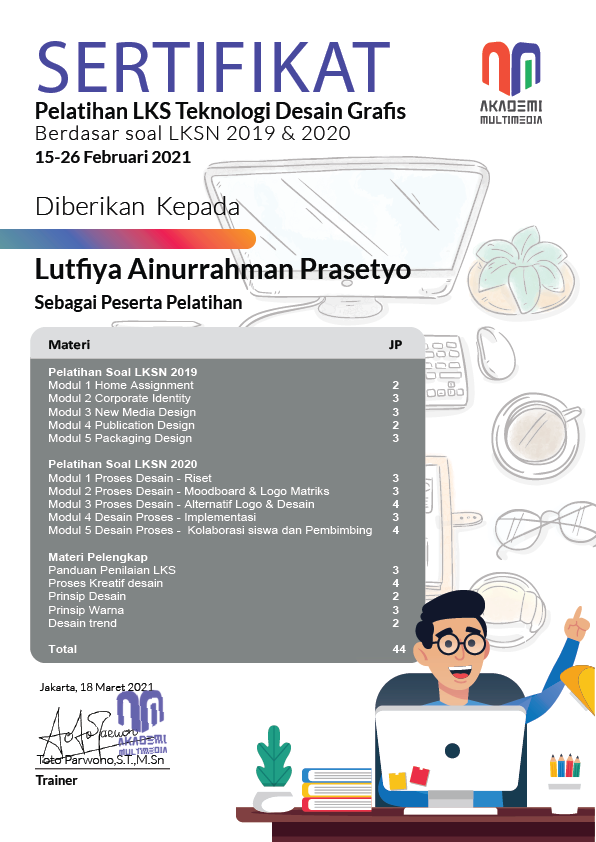 SERTIFIKAT
AKADEMI
MULTIMEDIA
Pelatihan LKS Teknologi Desain Grafis
Berdasar soal LKSN 2019 & 2020
15-26 Februari 2021
Diberikan Kepada
Lutfiya Ainurrahman Prasetyo
Sebagai Peserta Pelatihan
Materi JP
Pelatihan Soal LKSN 2019
Modul 1 Home Assignment 2
Modul 2 Corporate Identity 3
Modul 3 New Media Design 3
Modul 4 Publication Design 2
Modul 5 Packaging Design 3
Pelatihan Soal LKSN 2020
Modul 1 Proses Desain - Riset 3
Modul 2 Proses Desain - Moodboard & Logo Matriks 3
Modul 3 Proses Desain - Alternatif Logo & Desain 4
Modul 4 Desain Proses - Implementasi 3
Modul 5 Desain Proses - Kolaborasi siswa dan Pembimbing 4
Materi Pelengkap
Panduan Penilaian LKS 3
Proses Kreatif desain 4
Prinsip Desain 2
Prinsip Warna 3
Desain trend 2
Total 44
Jakarta, 18 Maret 2021
AKADEMI
MULTIMEDIA
Toto Parwono,S.T.,M.Sn
Trainer